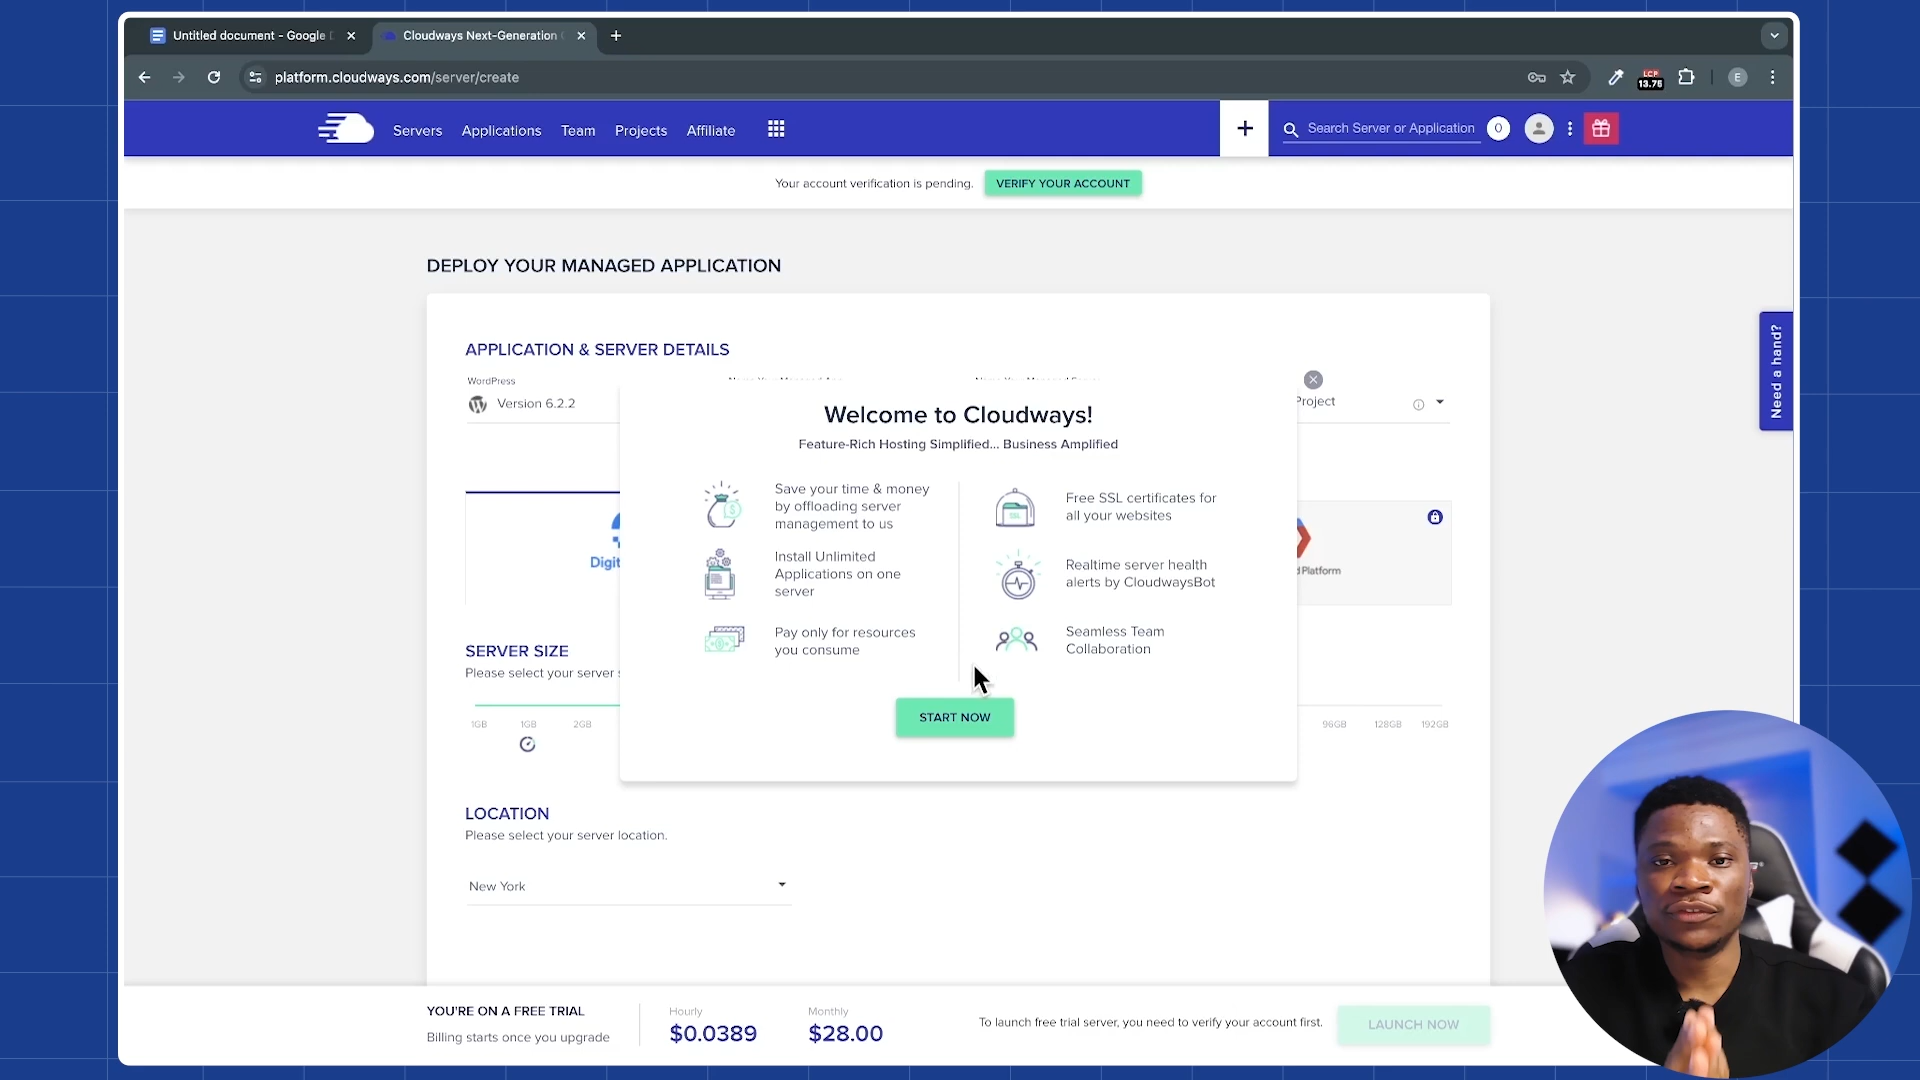 Untitled document - Google
Cloudways Next-Generation
platform.cloudways.com/server/create
LCP
13.75
E
Servers
Applications
Team
Projects
Affiliate
Search Server or Application
0
Your account verification is pending.
VERIFY YOUR ACCOUNT
DEPLOY YOUR MANAGED APPLICATION
Need a hand?
APPLICATION & SERVER DETAILS
WordPress
Version 6.2.2
Project
Welcome to Cloudways!
Feature-Rich Hosting Simplified... Business Amplified
Save your time & money
by offloading server
management to us
Install Unlimited
Applications on one
server
Pay only for resources
you consume
Free SSL certificates for
all your websites
Realtime server health
alerts by CloudwaysBot
Seamless Team
Collaboration
START NOW
Digit
d Platform
SERVER SIZE
Please select your server s
1GB
1GB
2GB
96GB
128GB
192GB
LOCATION
Please select your server location.
New York
YOU'RE ON A FREE TRIAL
Billing starts once you upgrade
Hourly
$0.0389
Monthly
$28.00
To launch free trial server, you need to verify your account first.
LAUNCH NOW